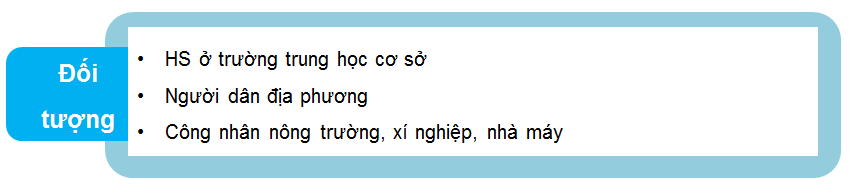 Đối
tượng
• HS ở trường trung học cơ sở
• Người dân địa phương
• Công nhân nông trường, xí nghiệp, nhà máy